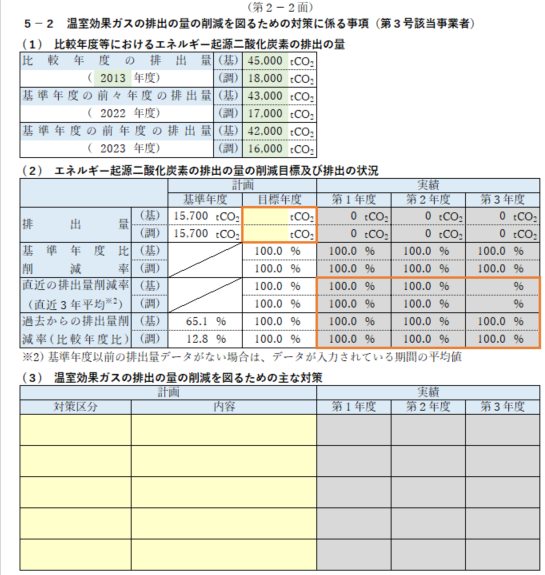 （第２－２面）
５－２　温室効果ガスの排出の量の削減を図るための対策に係る事項（第３号該当事業者）
（１）比較年度等におけるエネルギー起源二酸化炭素の排出の量
比較年度の排出量 (基) 45.000 tCO₂
（ 2013 年度） (調) 18.000 tCO₂
基準年度の前々年度の排出量 (基) 43.000 tCO₂
（ 2022 年度） (調) 17.000 tCO₂
基準年度の前年度の排出量 (基) 42.000 tCO₂
（ 2023 年度） (調) 16.000 tCO₂
（２）エネルギー起源二酸化炭素の排出の量の削減目標及び排出の状況
計画 実績
基準年度 目標年度 第１年度 第２年度 第３年度
排出量 (基) 15.700 tCO₂ tCO₂ 0 tCO₂ 0 tCO₂ 0 tCO₂
(調) 15.700 tCO₂ tCO₂ 0 tCO₂ 0 tCO₂ 0 tCO₂
基準年度比 (基) 100.0 % 100.0 % 100.0 % 100.0 %
削減率 (調) 100.0 % 100.0 % 100.0 % 100.0 %
直近の排出量削減率 (基) 100.0 % 100.0 % 100.0 % %
（直近３年平均※2） (調) 100.0 % 100.0 % 100.0 % %
過去からの排出量削 (基) 65.1 % 100.0 % 100.0 % 100.0 % 100.0 %
減率(比較年度比) (調) 12.8 % 100.0 % 100.0 % 100.0 % 100.0 %
※2）基準年度以前の排出量データがない場合は、データが入力されている期間の平均値
（３）温室効果ガスの排出の量の削減を図るための主な対策
計画 実績
対策区分 内容 第１年度 第２年度 第３年度